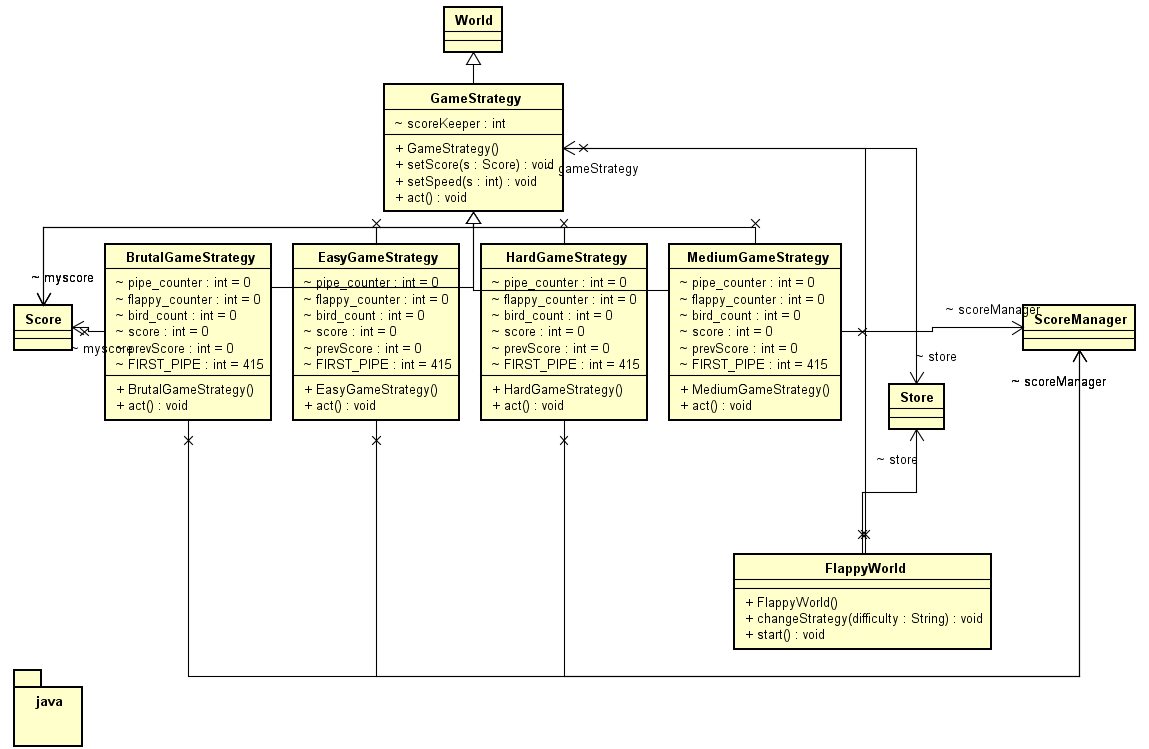 World
GameStrategy
~ scoreKeeper : int
+ GameStrategy()
+ setScore(s : Score) : void
+ setSpeed(s : int) : void
+ act() : void
~ gameStrategy
~ myscore
Score
~ myscore
BrutalGameStrategy
~ pipe_counter : int = 0
~ flappy_counter : int = 0
~ bird_count : int = 0
~ score : int = 0
~ prevScore : int = 0
~ FIRST_PIPE : int = 415
+ BrutalGameStrategy()
+ act() : void
EasyGameStrategy
~ pipe_counter : int = 0
~ flappy_counter : int = 0
~ bird_count : int = 0
~ score : int = 0
~ prevScore : int = 0
~ FIRST_PIPE : int = 415
+ EasyGameStrategy()
+ act() : void
HardGameStrategy
~ pipe_counter : int = 0
~ flappy_counter : int = 0
~ bird_count : int = 0
~ score : int = 0
~ prevScore : int = 0
~ FIRST_PIPE : int = 415
+ HardGameStrategy()
+ act() : void
MediumGameStrategy
~ pipe_counter : int = 0
~ flappy_counter : int = 0
~ bird_count : int = 0
~ score : int = 0
~ prevScore : int = 0
~ FIRST_PIPE : int = 415
+ MediumGameStrategy()
+ act() : void
~ scoreManager
ScoreManager
~ scoreManager
~ store
Store
~ store
FlappyWorld
+ FlappyWorld()
+ changeStrategy(difficulty : String) : void
+ start() : void
java